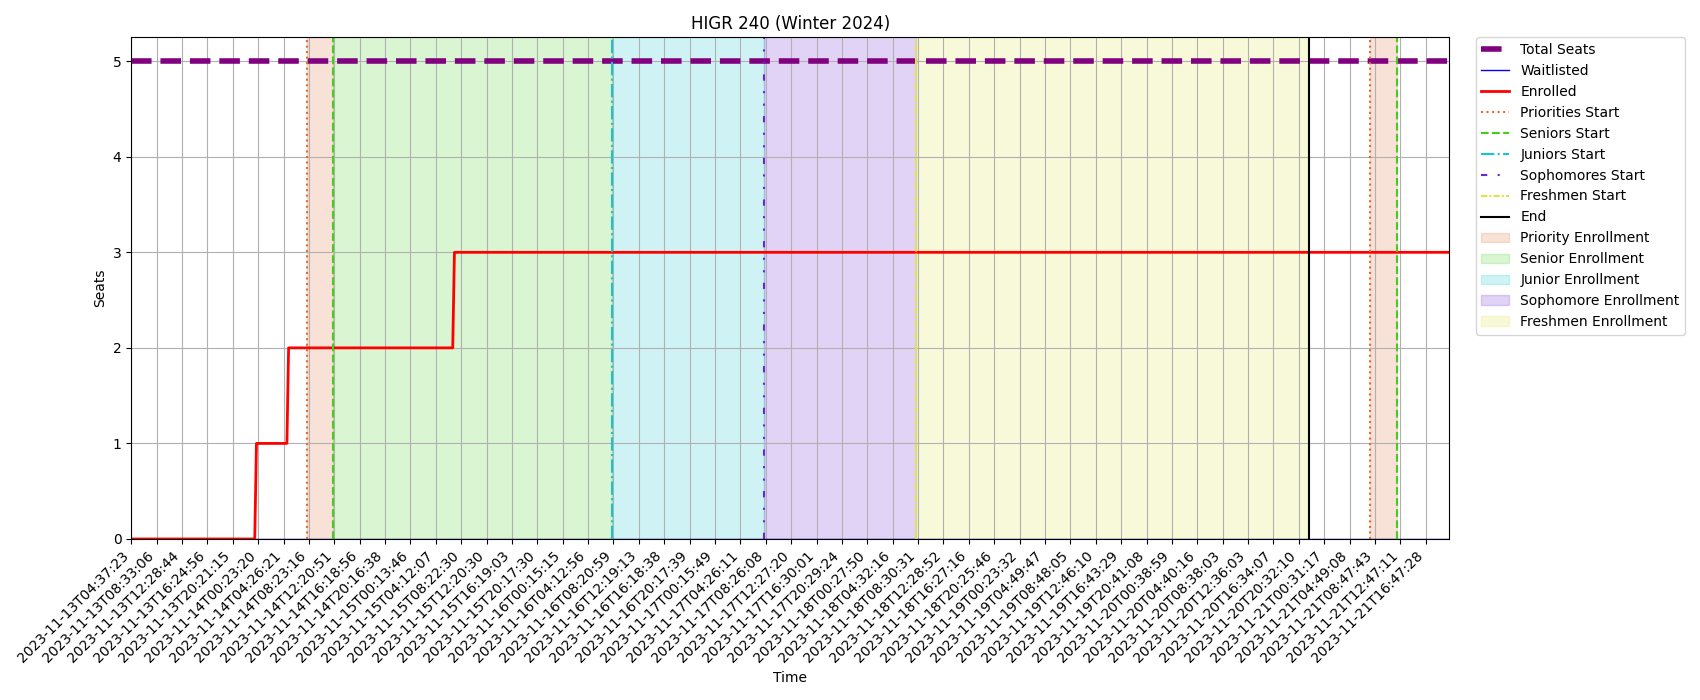 HIGR 240 (Winter 2024)
Seats
5
4
3
2
1
0
2023-11-13T04:37:23
2023-11-13T08:33:06
2023-11-13T12:28:44
2023-11-13T16:24:56
2023-11-13T20:21:15
2023-11-14T00:23:20
2023-11-14T04:26:21
2023-11-14T08:23:16
2023-11-14T12:20:51
2023-11-14T16:18:56
2023-11-14T20:16:38
2023-11-15T00:13:46
2023-11-15T04:12:07
2023-11-15T08:22:30
2023-11-15T12:20:30
2023-11-15T16:19:03
2023-11-15T20:17:30
2023-11-16T00:15:15
2023-11-16T04:12:56
2023-11-16T08:20:59
2023-11-16T12:19:13
2023-11-16T16:18:38
2023-11-16T20:17:39
2023-11-17T00:15:49
2023-11-17T04:26:11
2023-11-17T08:26:08
2023-11-17T12:27:20
2023-11-17T16:30:01
2023-11-17T20:29:24
2023-11-18T00:27:50
2023-11-18T04:32:16
2023-11-18T08:30:31
2023-11-18T12:28:52
2023-11-18T16:27:16
2023-11-18T20:25:46
2023-11-19T00:23:32
2023-11-19T04:49:47
2023-11-19T08:48:05
2023-11-19T12:46:10
2023-11-19T16:43:29
2023-11-19T20:41:08
2023-11-20T00:38:59
2023-11-20T04:40:16
2023-11-20T08:38:03
2023-11-20T12:36:03
2023-11-20T16:34:07
2023-11-20T20:32:10
2023-11-21T00:31:17
2023-11-21T04:49:08
2023-11-21T08:47:43
2023-11-21T12:47:11
2023-11-21T16:47:28
Time
Total Seats
Waitlisted
Enrolled
Priorities Start
Seniors Start
Juniors Start
Sophomores Start
Freshmen Start
End
Priority Enrollment
Senior Enrollment
Junior Enrollment
Sophomore Enrollment
Freshmen Enrollment